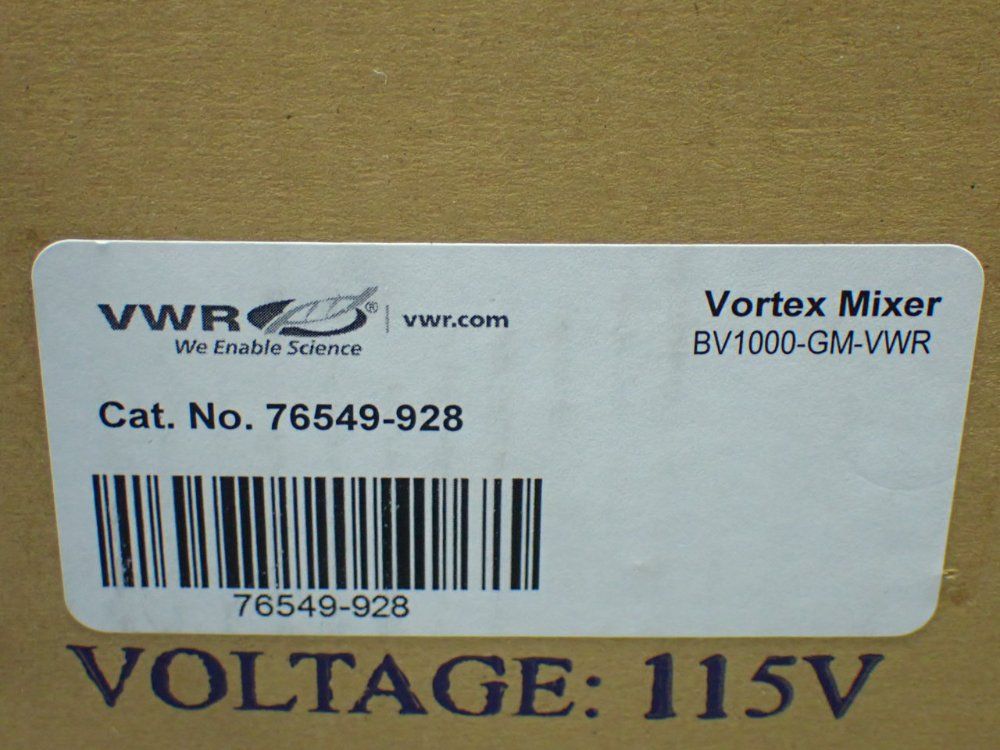 VWR® | vwr.com
We Enable Science
Vortex Mixer
BV1000-GM-VWR
Cat. No. 76549-928
76549-928
VOLTAGE: 115V